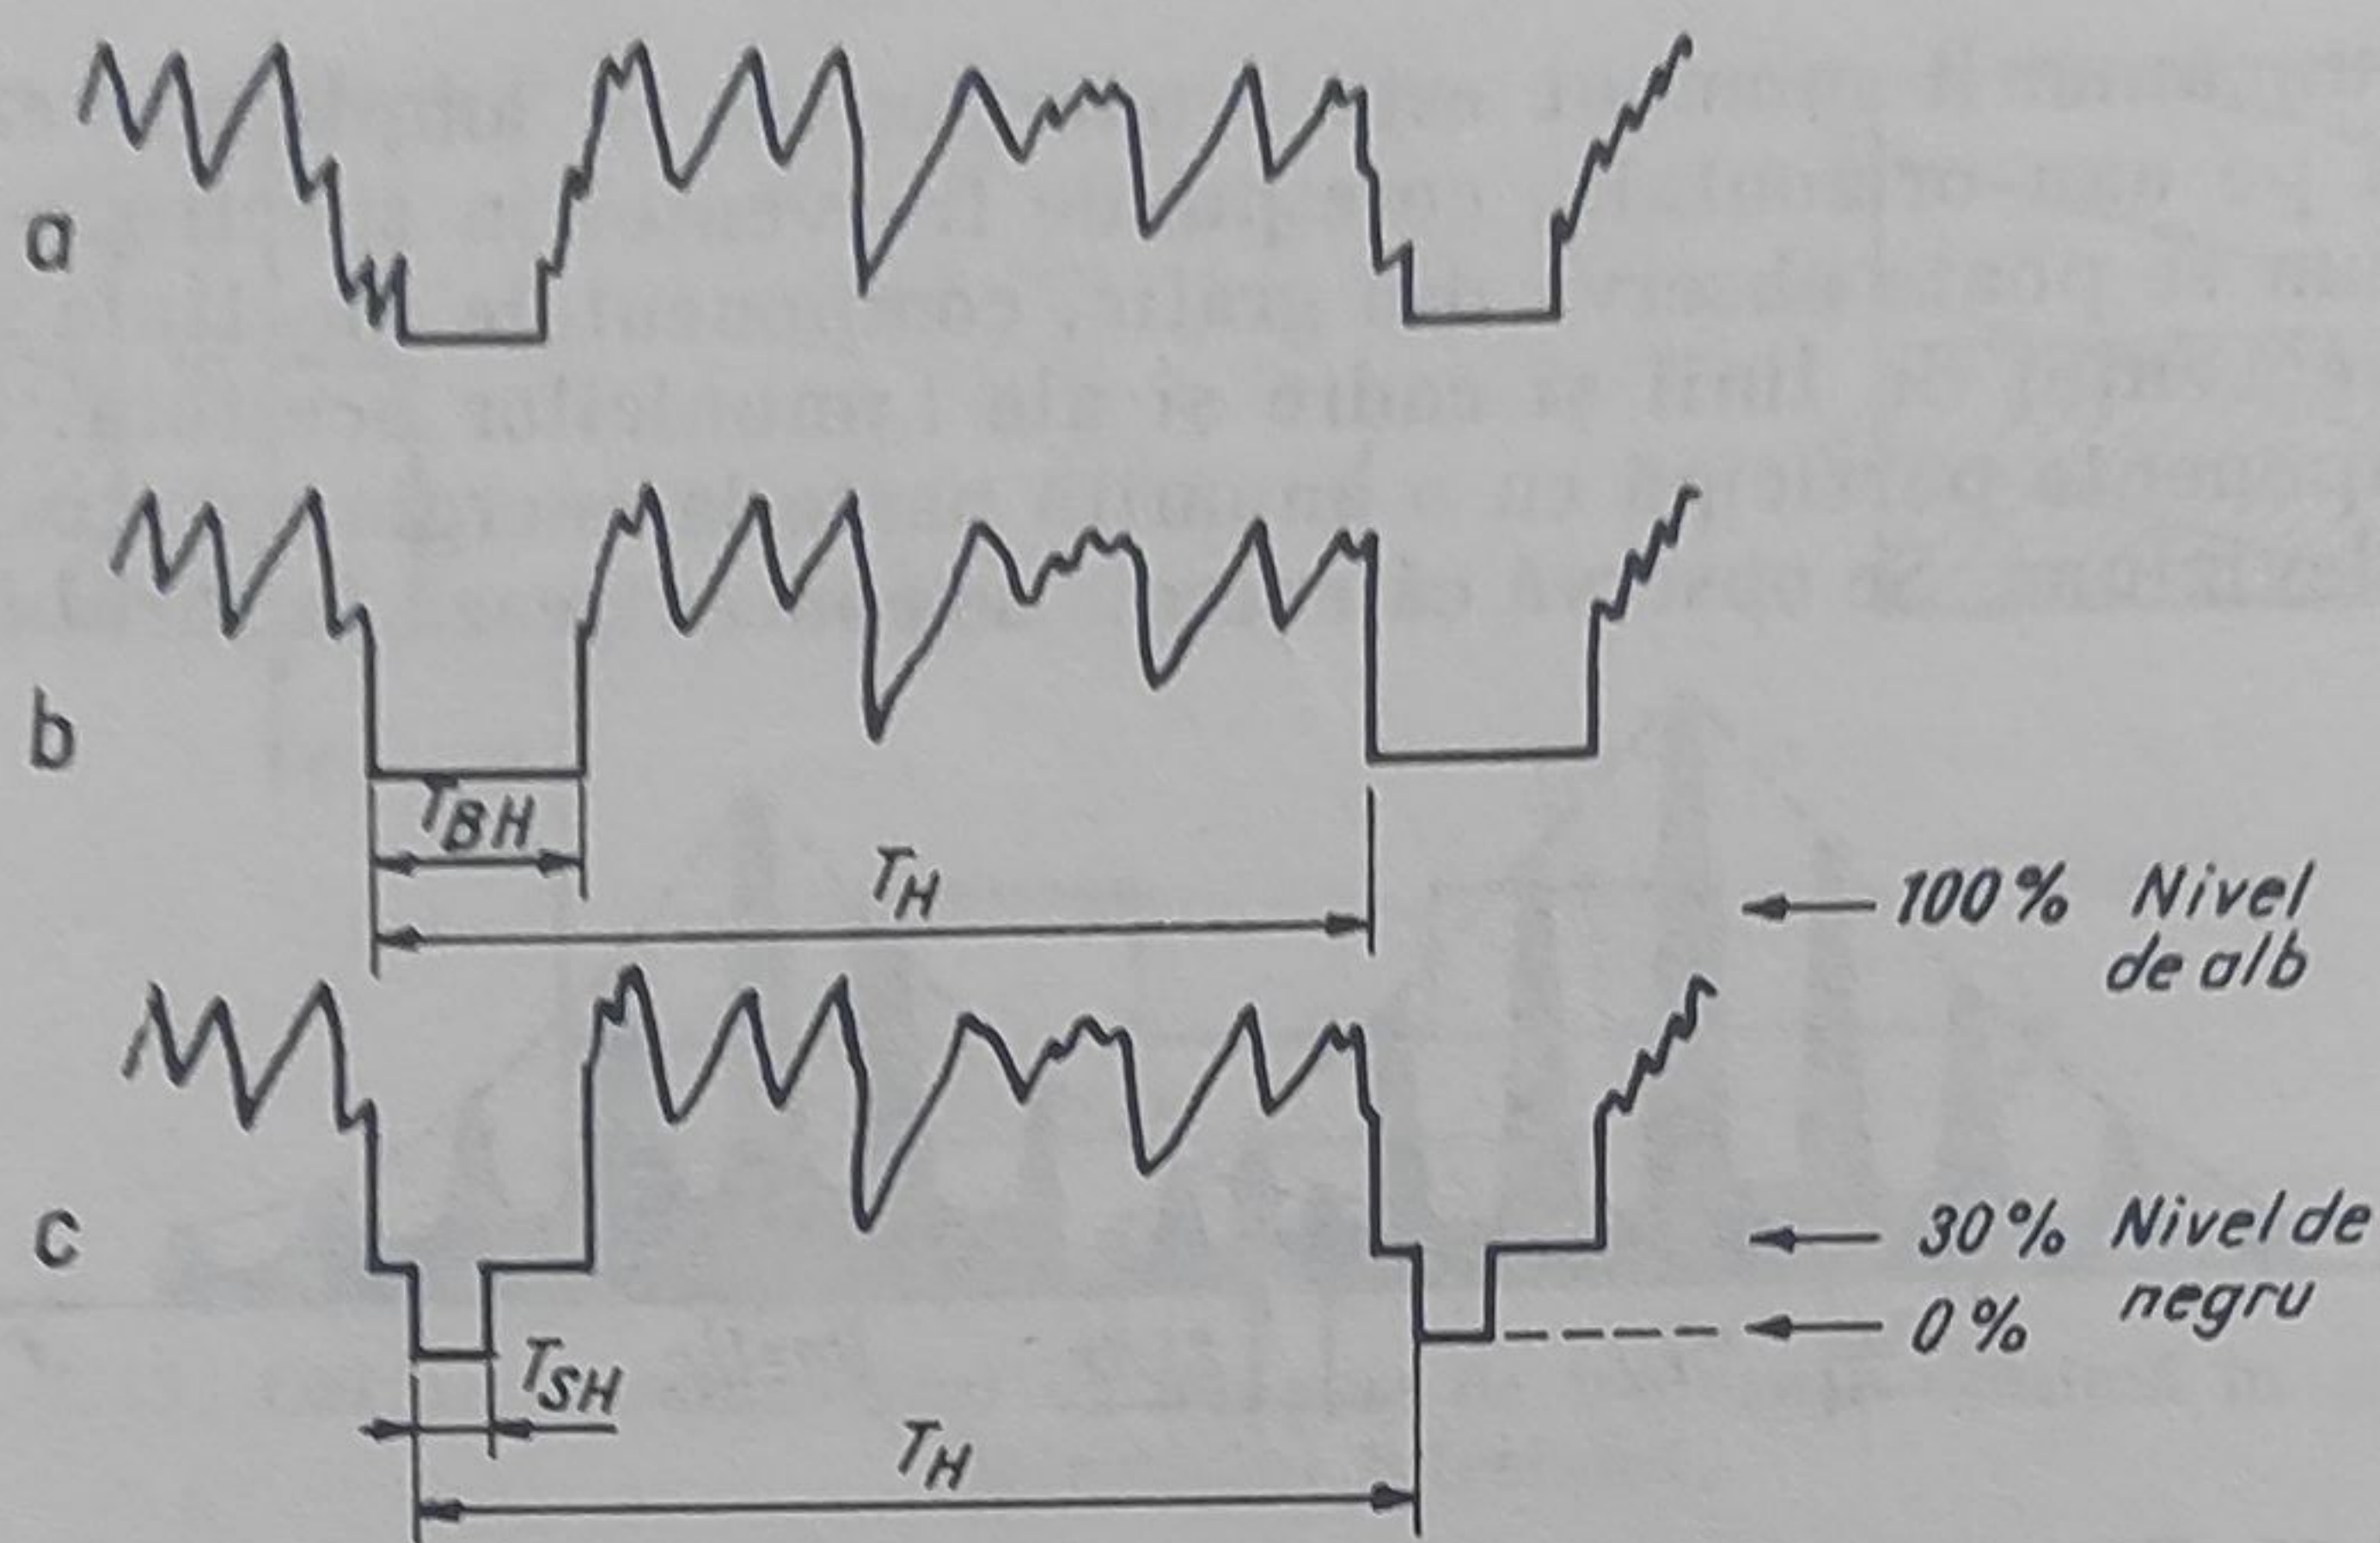 a
b
T_BH
T_H
100% Nivel
de alb
c
30% Nivel de
negru
0%
T_SH
T_H